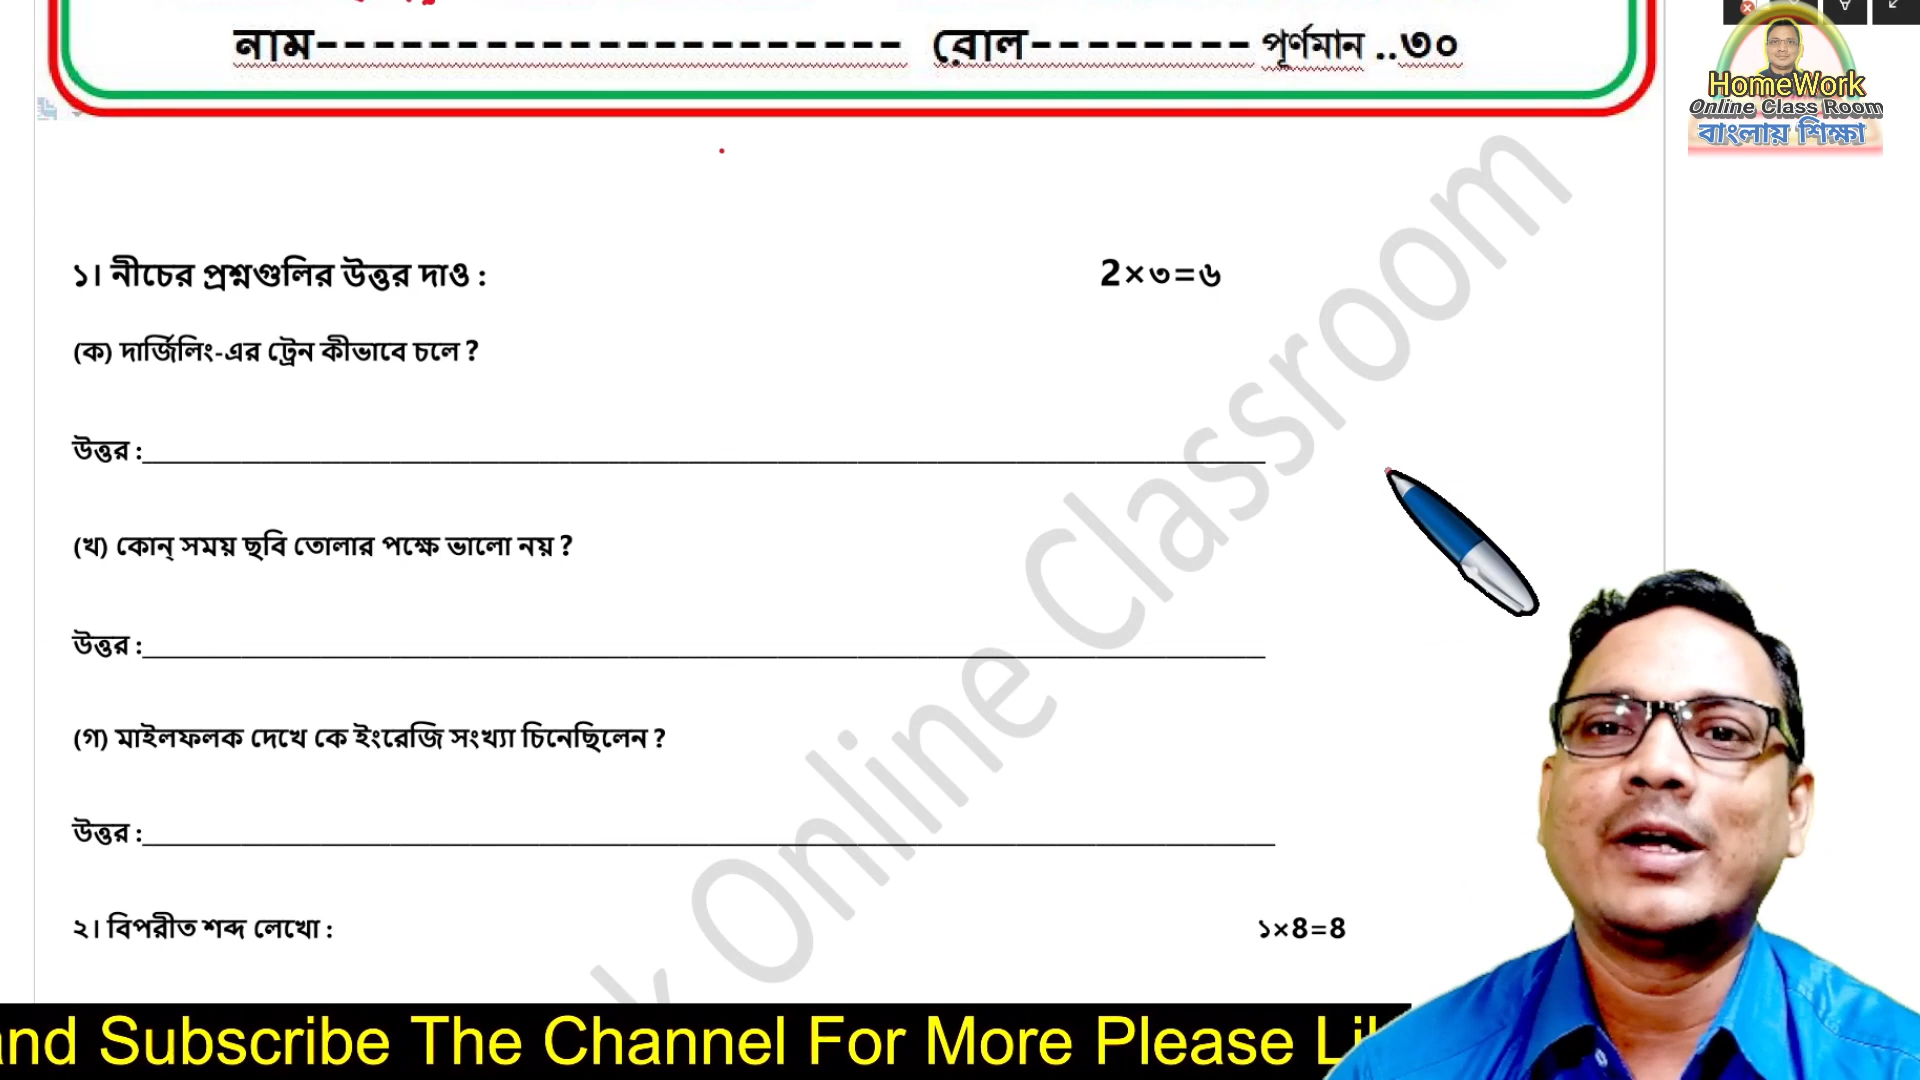 নাম--------------------- রোল-------- পূর্ণমান ..৩০
HomeWork
Online Class Room
বাংলায় শিক্ষা
১। নীচের প্রশ্নগুলির উত্তর দাও : 2×৩=৬
(ক) দার্জিলিং-এর ট্রেন কীভাবে চলে ?
উত্তর :
(খ) কোন্ সময় ছবি তোলার পক্ষে ভালো নয় ?
উত্তর :
(গ) মাইলফলক দেখে কে ইংরেজি সংখ্যা চিনেছিলেন ?
উত্তর :
২। বিপরীত শব্দ লেখো : ১×8=8
k Online Classroom
and Subscribe The Channel For More Please Li